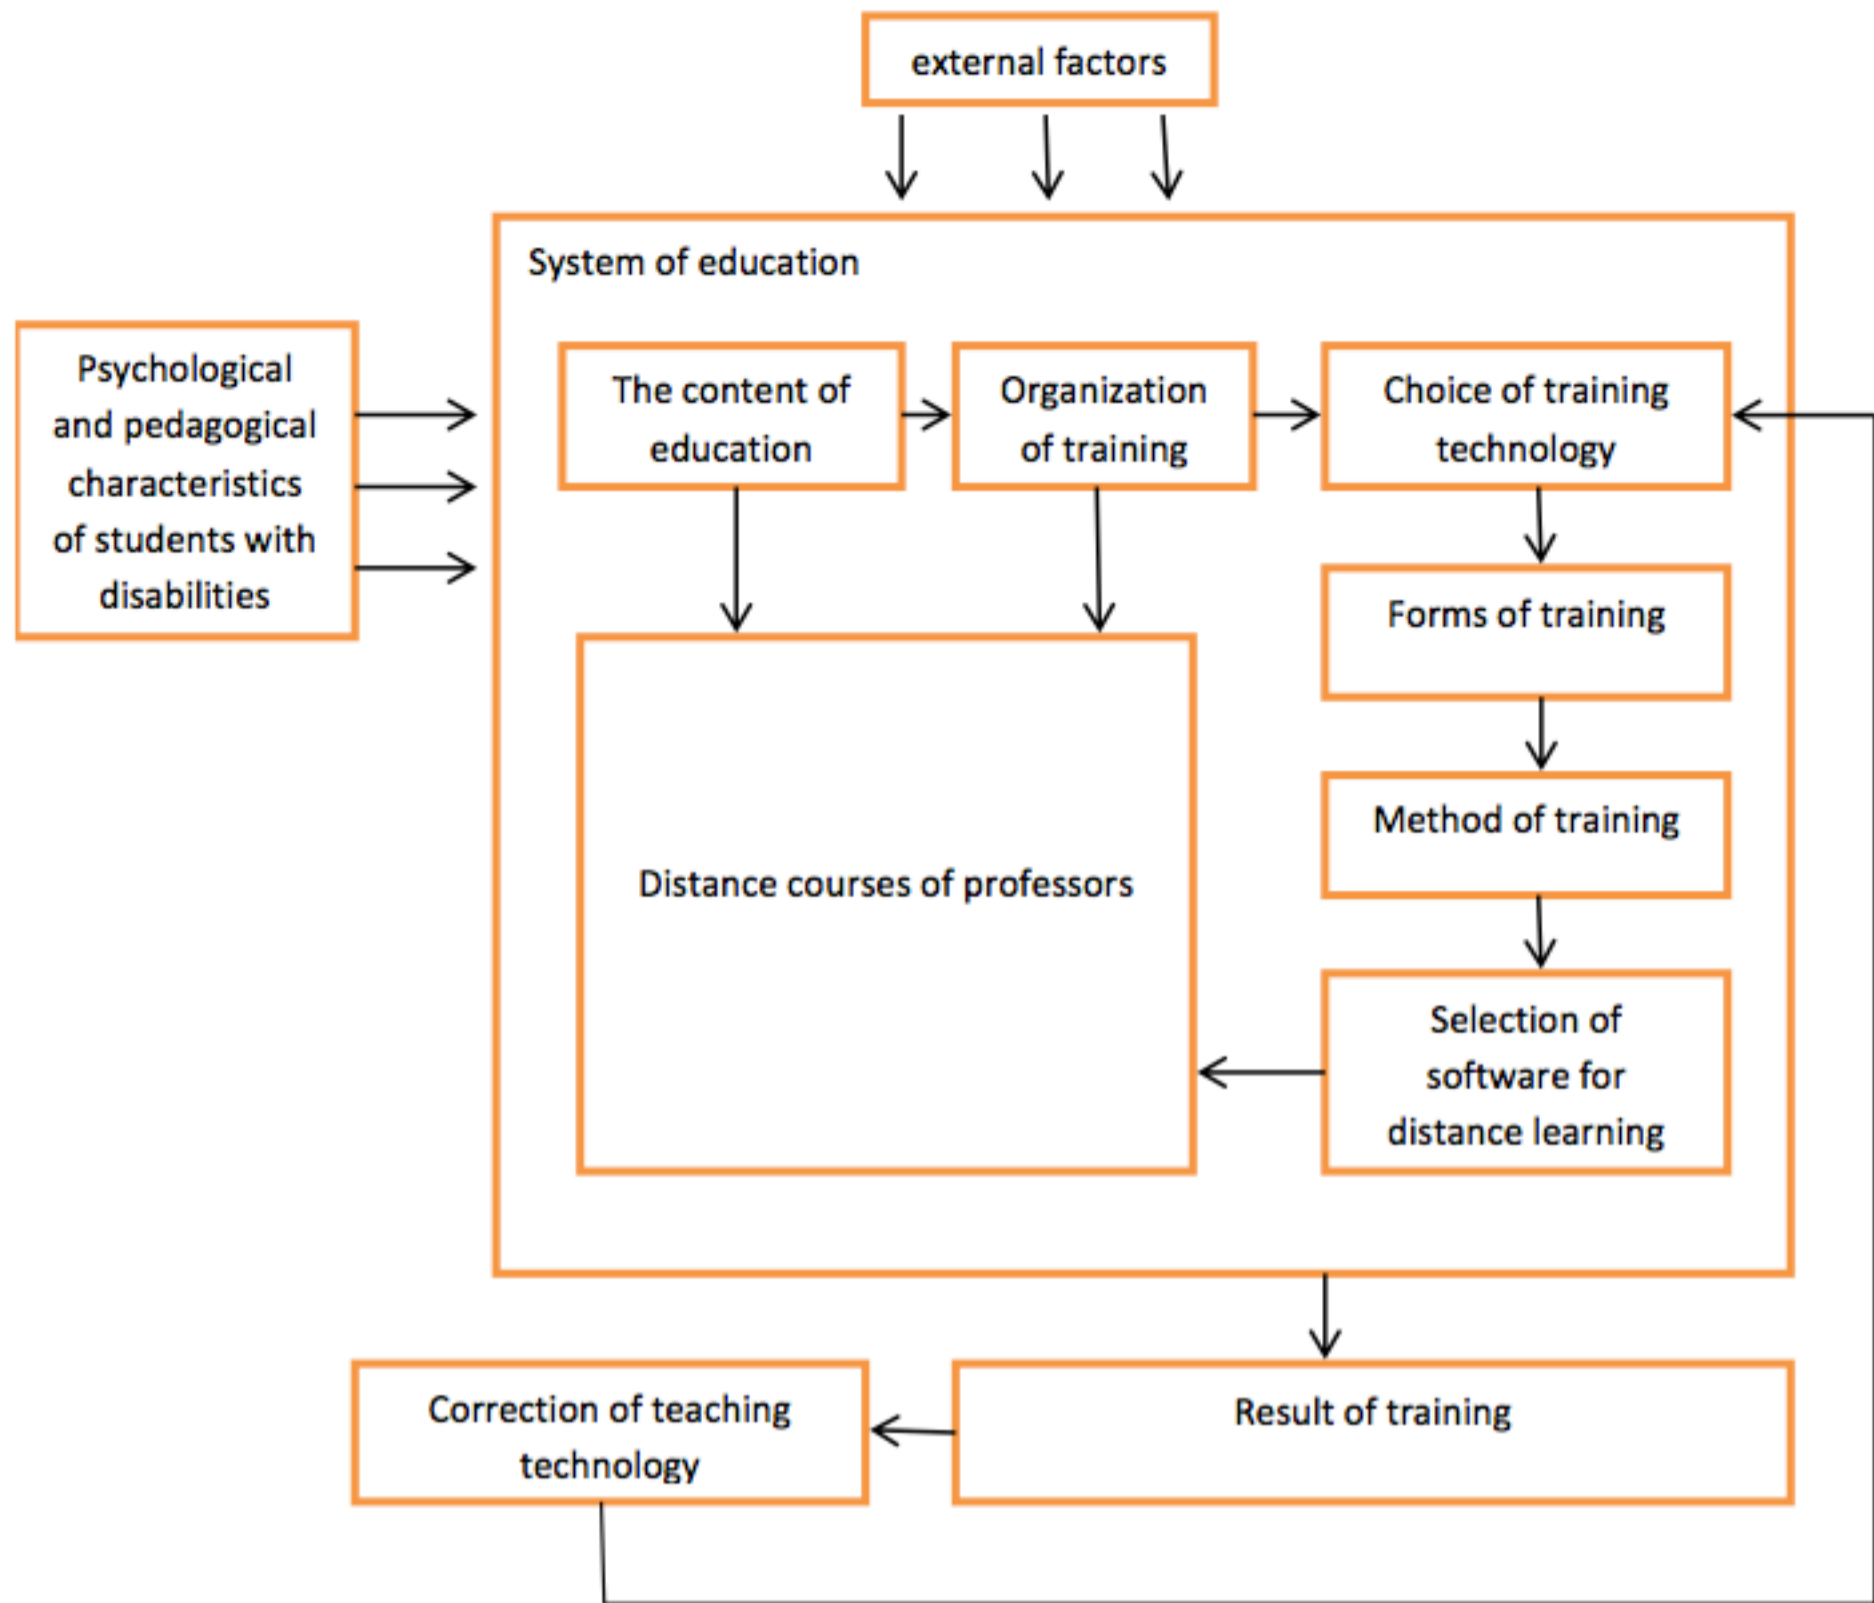 external factors
System of education
Psychological
and pedagogical
characteristics
of students with
disabilities
The content of
education
Organization
of training
Choice of training
technology
Forms of training
Method of training
Distance courses of professors
Selection of
software for
distance learning
Correction of teaching
technology
Result of training